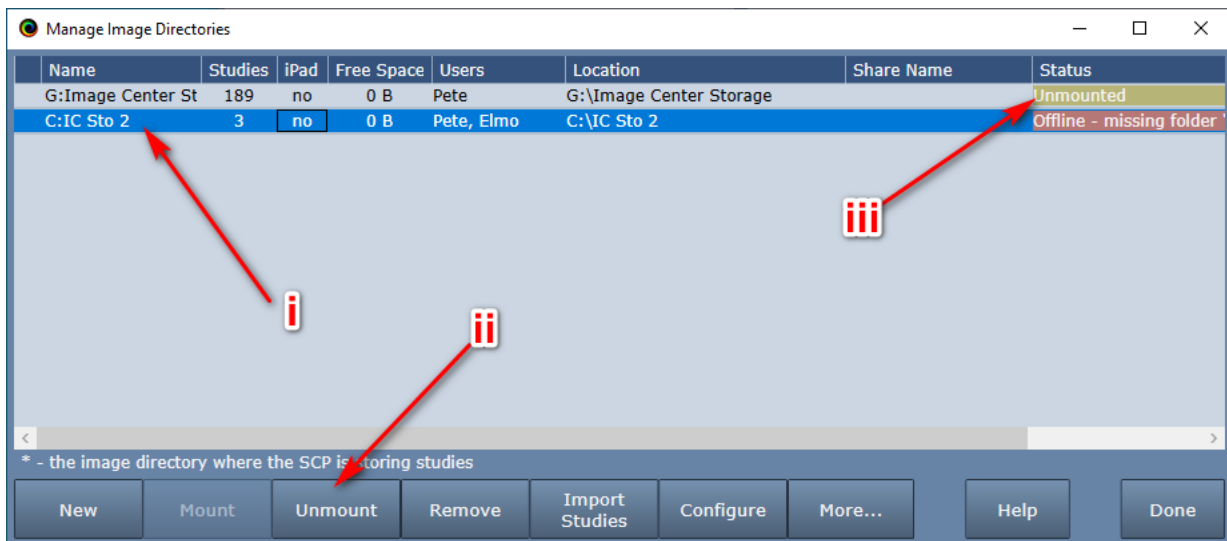 Manage Image Directories
Name Studies iPad Free Space Users Location Share Name Status
G:Image Center St 189 no 0 B Pete G:\Image Center Storage Unmounted
C:IC Sto 2 3 no 0 B Pete, Elmo C:\IC Sto 2 Offline - missing folder '
iii
i
ii
* - the image directory where the SCP is storing studies
New Mount Unmount Remove Import Studies Configure More... Help Done